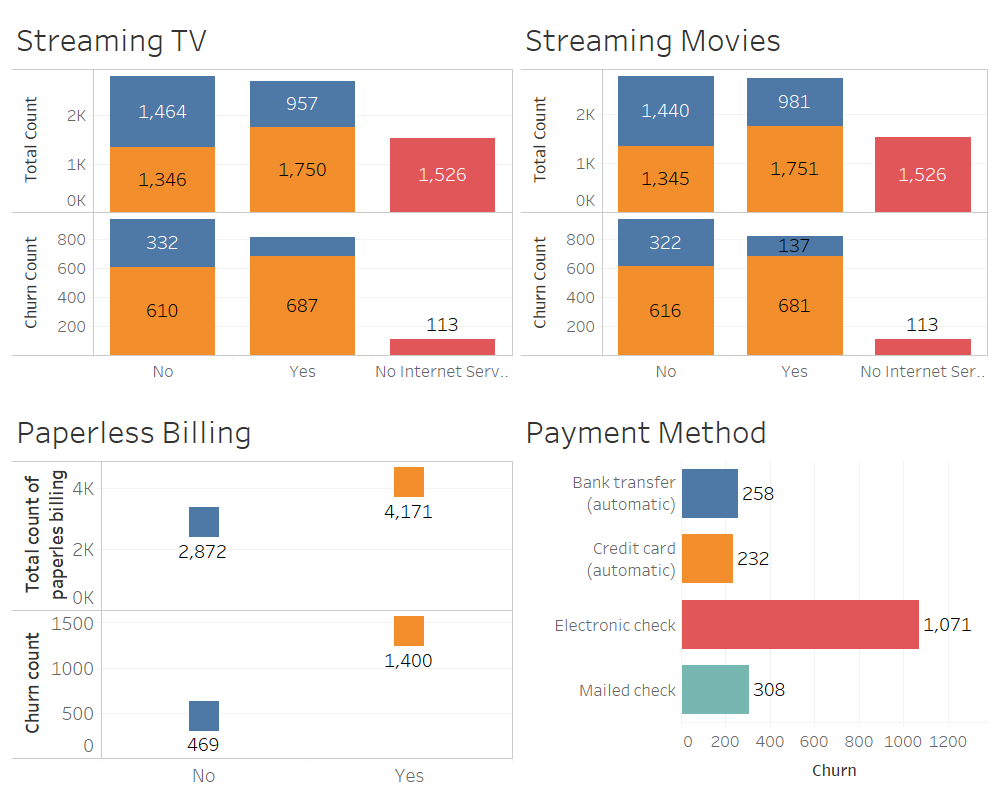 Streaming TV
Total Count
2K
1K
0K
1,464
1,346
957
1,750
1,526
Churn Count
800
600
400
200
332
610
687
113
No
Yes
No Internet Serv..
Streaming Movies
Total Count
2K
1K
0K
1,440
1,345
981
1,751
1,526
Churn Count
800
600
400
200
322
616
137
681
113
No
Yes
No Internet Ser..
Paperless Billing
Total count of
paperles billing
4K
2K
0K
2,872
4,171
Churn count
1500
1000
500
0
469
1,400
No
Yes
Payment Method
Bank transfer
(automatic)
258
Credit card
(automatic)
232
Electronic check
1,071
Mailed check
308
0 200 400 600 800 1000 1200
Churn